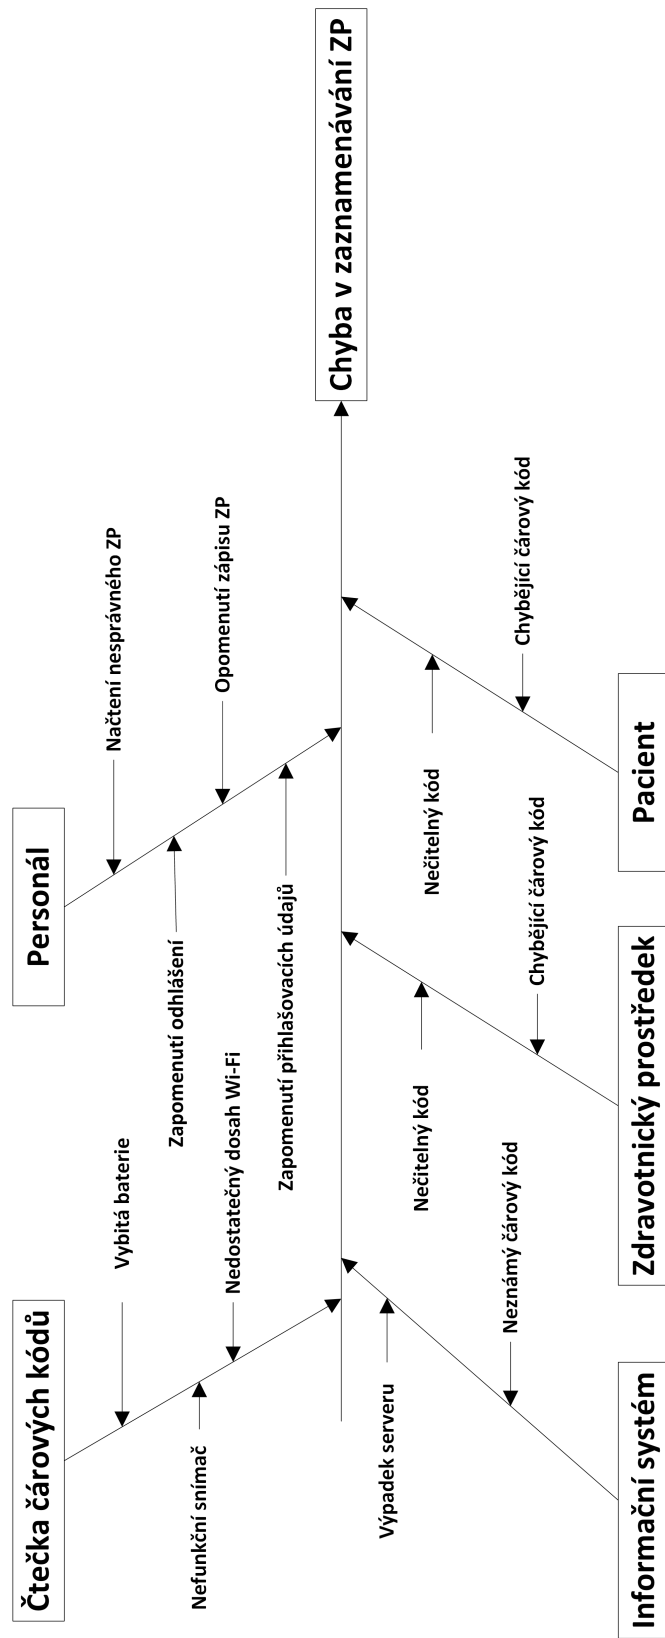 Čtečka čárových kódů
Personál
Vybitá baterie
Načtení nesprávného ZP
Zapomenutí odhlášení
Nefunkční snímač
Opomenutí zápisu ZP
Nedostatečný dosah Wi-Fi
Zapomenutí přihlašovacích údajů
Chyba v zaznamenávání ZP
Výpadek serveru
Nečitelný kód
Nečitelný kód
Neznámý čárový kód
Chybějící čárový kód
Chybějící čárový kód
Informační systém
Zdravotnický prostředek
Pacient